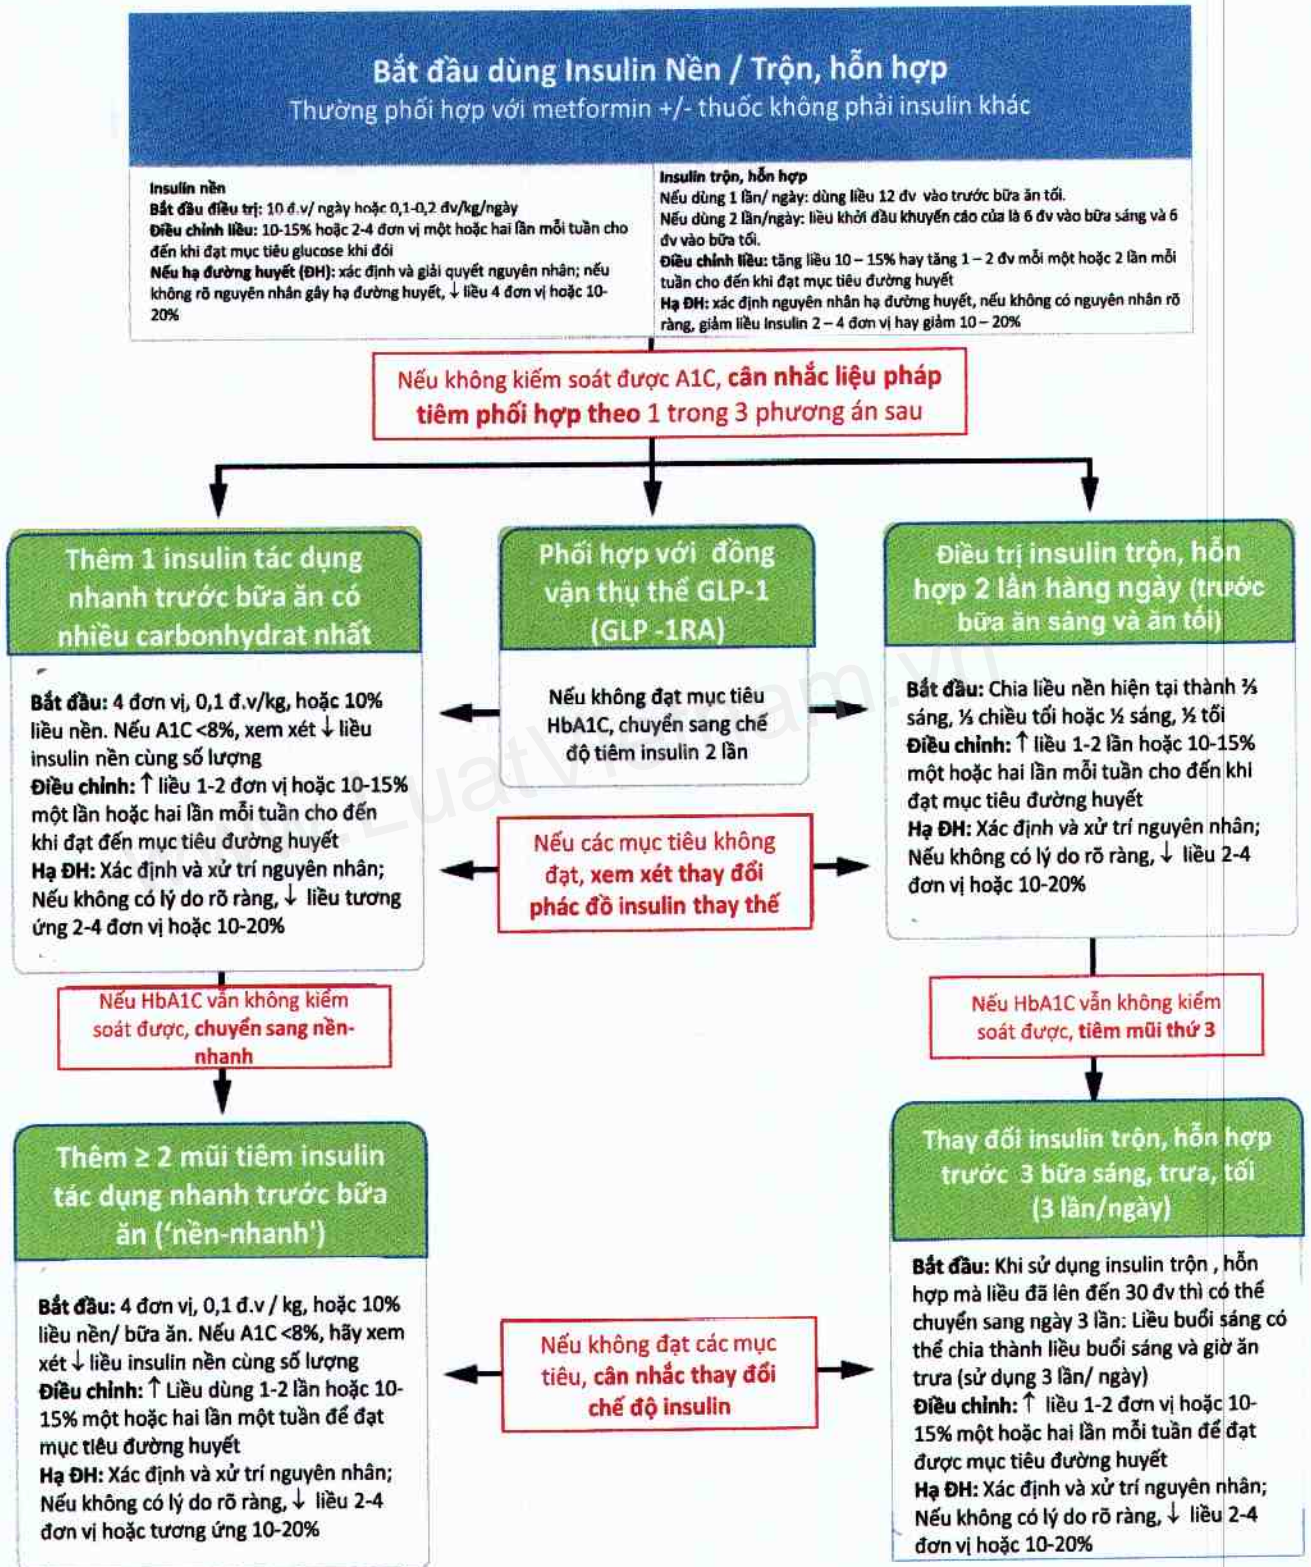 Bắt đầu dùng Insulin Nền / Trộn, hỗn hợp
Thường phối hợp với metformin +/- thuốc không phải insulin khác
Insulin nền
Bắt đầu điều trị: 10 đ.v/ ngày hoặc 0,1-0,2 đv/kg/ngày
Điều chỉnh liều: 10-15% hoặc 2-4 đơn vị một hoặc hai lần mỗi tuần cho
đến khi đạt mục tiêu glucose khi đói
Nếu hạ đường huyết (ĐH): xác định và giải quyết nguyên nhân; nếu
không rõ nguyên nhân gây hạ đường huyết, ↓ liều 4 đơn vị hoặc 10-
20%
Insulin trộn, hỗn hợp
Nếu dùng 1 lần/ ngày: dùng liều 12 đv vào trước bữa ăn tối.
Nếu dùng 2 lần/ngày: liều khởi đầu khuyến cáo của là 6 đv vào bữa sáng và 6
đv vào bữa tối.
Điều chỉnh liều: tăng liều 10 – 15% hay tăng 1 – 2 đv mỗi một hoặc 2 lần mỗi
tuần cho đến khi đạt mục tiêu đường huyết
Hạ ĐH: xác định nguyên nhân hạ đường huyết, nếu không có nguyên nhân rõ
ràng, giảm liều Insulin 2 – 4 đơn vị hay giảm 10 – 20%
Nếu không kiểm soát được A1C, cân nhắc liệu pháp
tiêm phối hợp theo 1 trong 3 phương án sau
Thêm 1 insulin tác dụng
nhanh trước bữa ăn có
nhiều carbonhydrat nhất
Bắt đầu: 4 đơn vị, 0,1 đ.v/kg, hoặc 10%
liều nền. Nếu A1C <8%, xem xét ↓ liều
insulin nền cùng số lượng
Điều chỉnh: ↑ liều 1-2 đơn vị hoặc 10-15%
một lần hoặc hai lần mỗi tuần cho đến
khi đạt đến mục tiêu đường huyết
Hạ ĐH: Xác định và xử trí nguyên nhân;
Nếu không có lý do rõ ràng, ↓ liều tương
ứng 2-4 đơn vị hoặc 10-20%
Phối hợp với đồng
vận thụ thể GLP-1
(GLP -1RA)
Nếu không đạt mục tiêu
HbA1C, chuyển sang chế
độ tiêm insulin 2 lần
Điều trị insulin trộn, hỗn
hợp 2 lần hàng ngày (trước
bữa ăn sáng và ăn tối)
Bắt đầu: Chia liều nền hiện tại thành ⅔
sáng, ⅓ chiều tối hoặc ½ sáng, ½ tối
Điều chỉnh: ↑ liều 1-2 lần hoặc 10-15%
một hoặc hai lần mỗi tuần cho đến khi
đạt mục tiêu đường huyết
Hạ ĐH: Xác định và xử trí nguyên nhân;
Nếu không có lý do rõ ràng, ↓ liều 2-4
đơn vị hoặc 10-20%
Nếu các mục tiêu không
đạt, xem xét thay đổi
phác đồ insulin thay thế
www.LuatVietnam.vn
Nếu HbA1C vẫn không kiểm
soát được, chuyển sang nền-
nhanh
Nếu HbA1C vẫn không kiểm
soát được, tiêm mũi thứ 3
Thêm ≥ 2 mũi tiêm insulin
tác dụng nhanh trước bữa
ăn (‘nền-nhanh’)
Bắt đầu: 4 đơn vị, 0,1 đ.v / kg, hoặc 10%
liều nền/ bữa ăn. Nếu A1C <8%, hãy xem
xét ↓ liều insulin nền cùng số lượng
Điều chỉnh: ↑ Liều dùng 1-2 lần hoặc 10-
15% một hoặc hai lần một tuần để đạt
mục tiêu đường huyết
Hạ ĐH: Xác định và xử trí nguyên nhân;
Nếu không có lý do rõ ràng, ↓ liều 2-4
đơn vị hoặc tương ứng 10-20%
Nếu không đạt các mục
tiêu, cân nhắc thay đổi
chế độ insulin
Thay đổi insulin trộn, hỗn hợp
trước 3 bữa sáng, trưa, tối
(3 lần/ngày)
Bắt đầu: Khi sử dụng insulin trộn , hỗn
hợp mà liều đã lên đến 30 đv thì có thể
chuyển sang ngày 3 lần: Liều buổi sáng có
thể chia thành liều buổi sáng và giờ ăn
trưa (sử dụng 3 lần/ ngày)
Điều chỉnh: ↑ liều 1-2 đơn vị hoặc 10-
15% một hoặc hai lần mỗi tuần để đạt
được mục tiêu đường huyết
Hạ ĐH: Xác định và xử trí nguyên nhân;
Nếu không có lý do rõ ràng, ↓ liều 2-4
đơn vị hoặc 10-20%